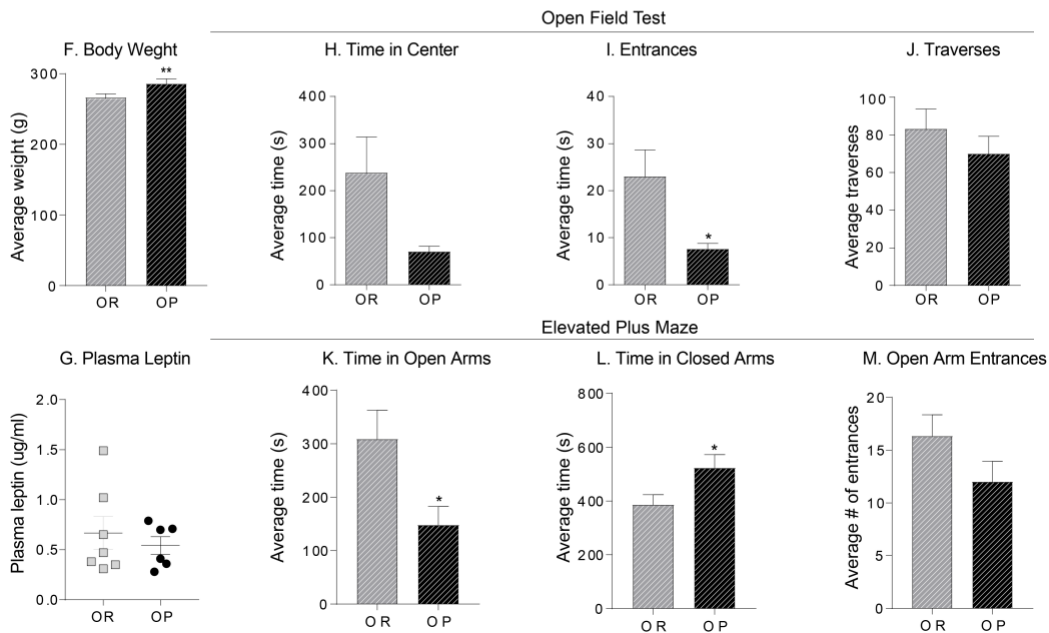 Open Field Test
F. Body Weght
H. Time in Center
I. Entrances
J. Traverses
Average weight (g)
300
200
100
0
**
OR
OP
Average time (s)
400
300
200
100
0
OR
OP
Average time (s)
40
30
20
10
0
*
OR
OP
Average traverses
100
80
60
40
20
0
OR
OP
Elevated Plus Maze
G. Plasma Leptin
K. Time in Open Arms
L. Time in Closed Arms
M. Open Arm Entrances
Plasma leptin (ug/ml)
2.0
1.5
1.0
0.5
0.0
OR
OP
Average time (s)
400
300
200
100
0
*
OR
OP
Average time (s)
800
600
400
200
0
*
OR
OP
Average # of entrances
20
15
10
5
0
OR
OP